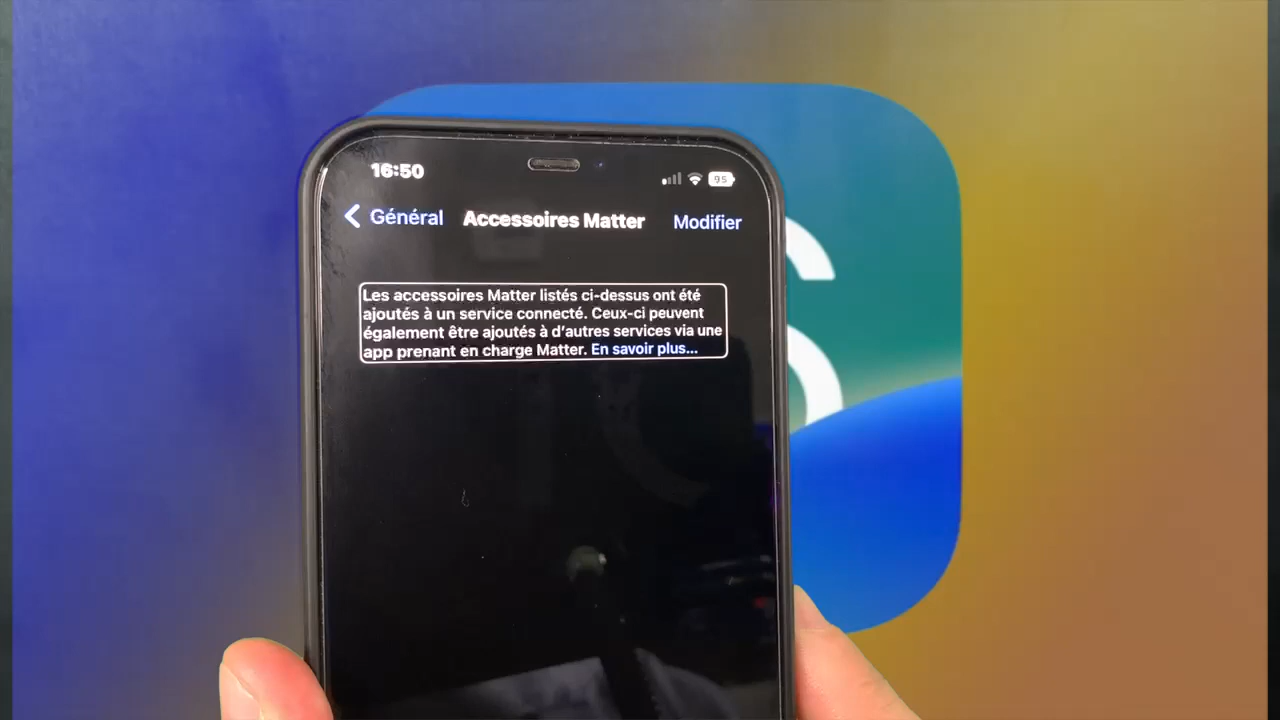 16:50
95
Général Accessoires Matter Modifier
Les accessoires Matter listés ci-dessus ont été
ajoutés à un service connecté. Ceux-ci peuvent
également être ajoutés à d'autres services via une
app prenant en charge Matter. En savoir plus...
S